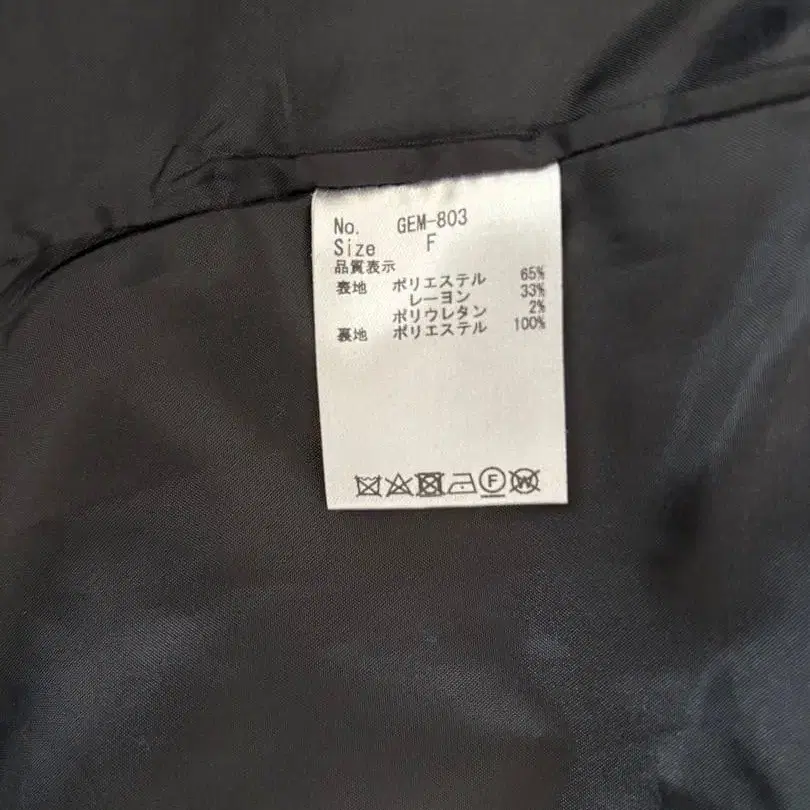 No. GEM-803
Size F
品質表示
表地 ポリエステル 65%
レーヨン 33%
ポリウレタン 2%
裏地 ポリエステル 100%
F W